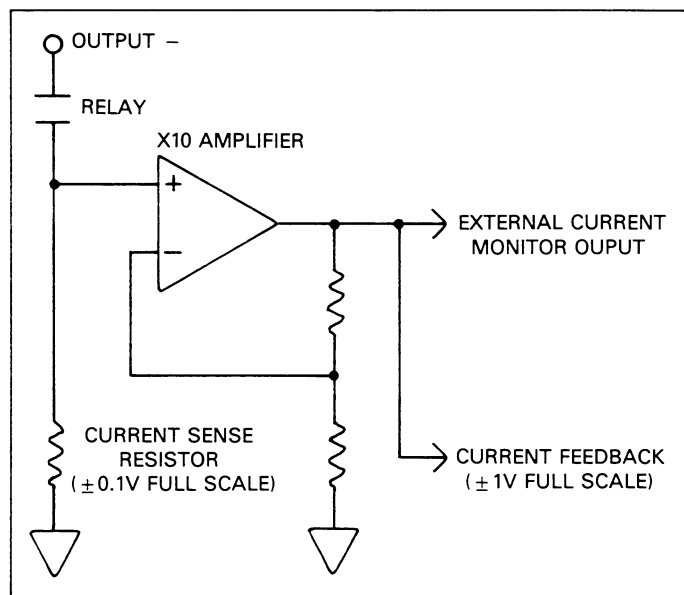 OUTPUT –
RELAY
X10 AMPLIFIER
+
–
EXTERNAL CURRENT
MONITOR OUPUT
CURRENT SENSE
RESISTOR
(±0.1V FULL SCALE)
CURRENT FEEDBACK
(±1V FULL SCALE)